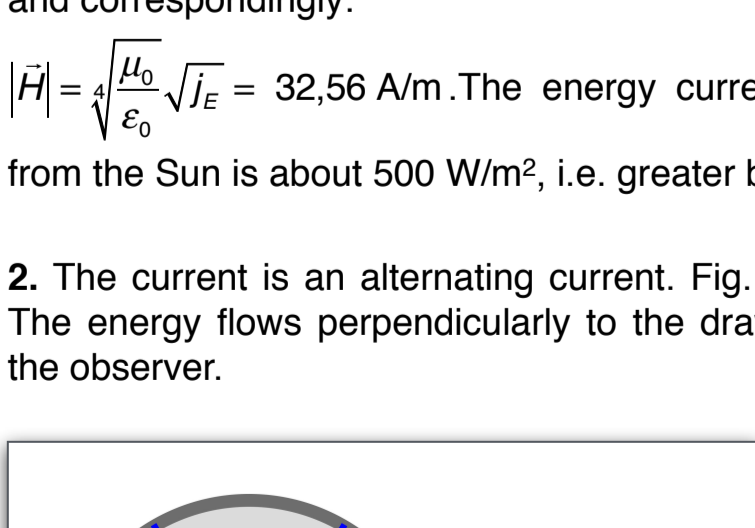 and correspondingly:
|H⃗| = ∜(μ₀/ε₀) √j_E = 32,56 A/m .The energy curre
from the Sun is about 500 W/m², i.e. greater b
2. The current is an alternating current. Fig.
The energy flows perpendicularly to the dra
the observer.